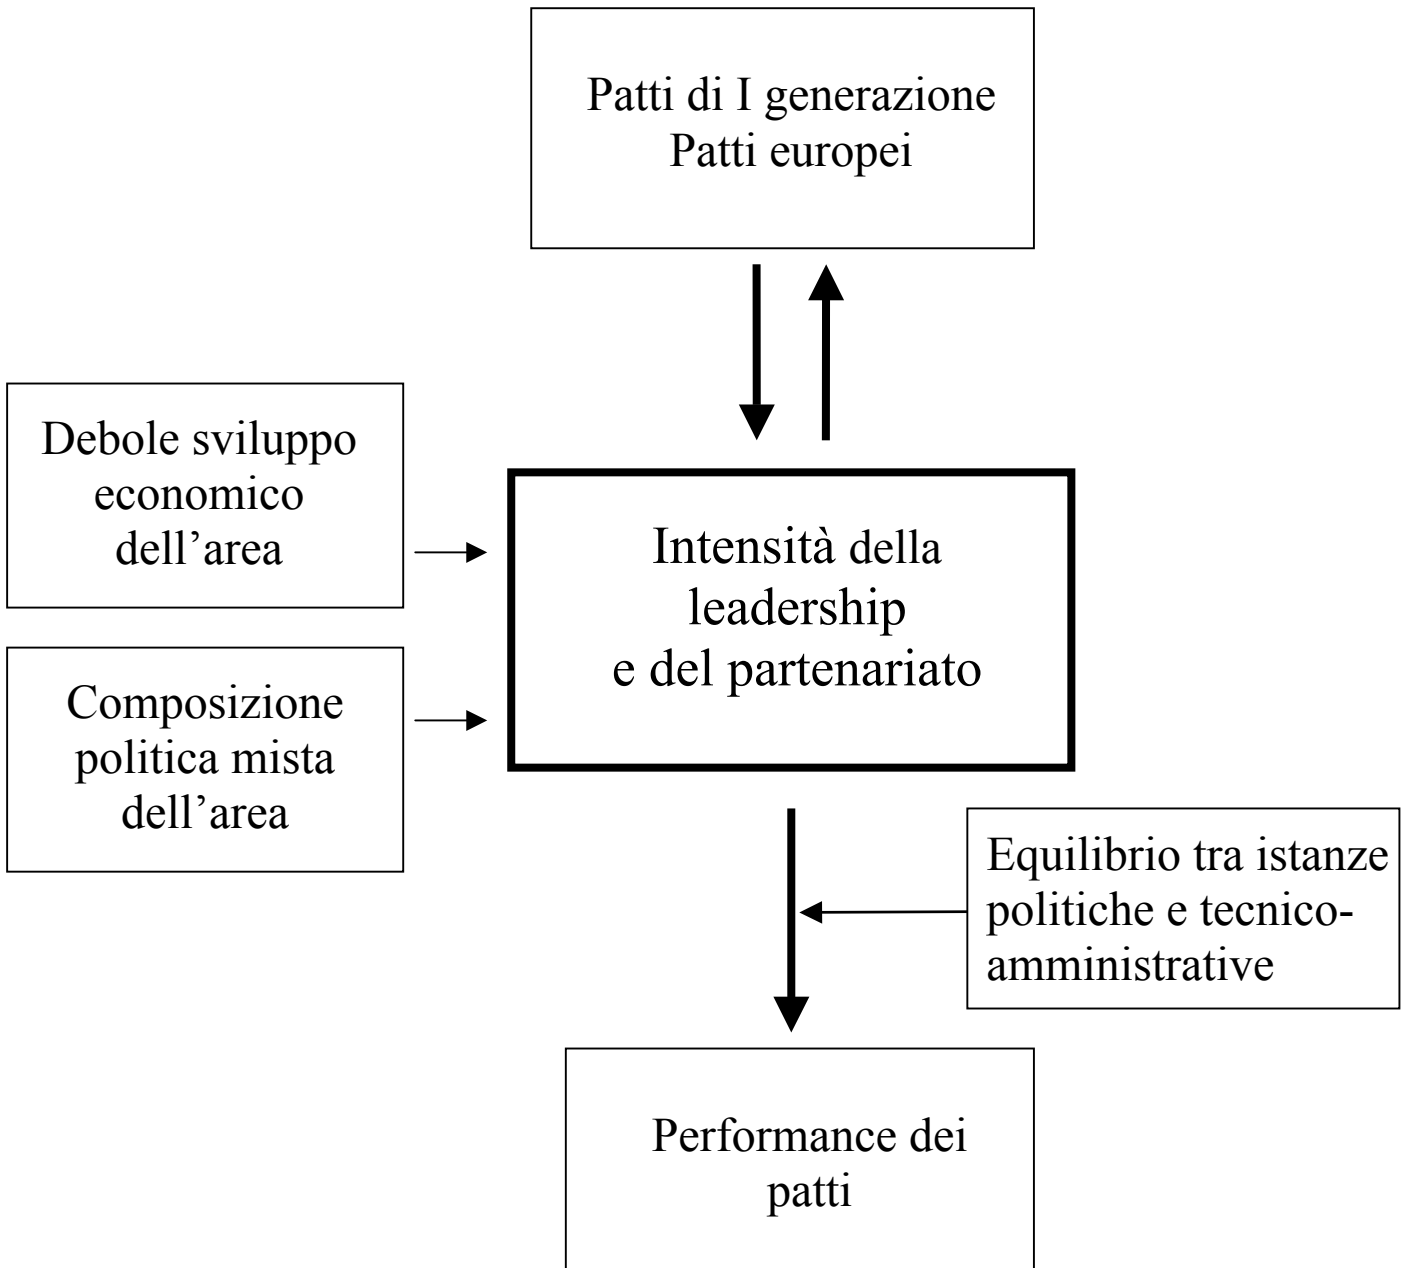 Patti di I generazione
Patti europei
Debole sviluppo
economico
dell’area
Intensità della
leadership
e del partenariato
Composizione
politica mista
dell’area
Equilibrio tra istanze
politiche e tecnico-
amministrative
Performance dei
patti